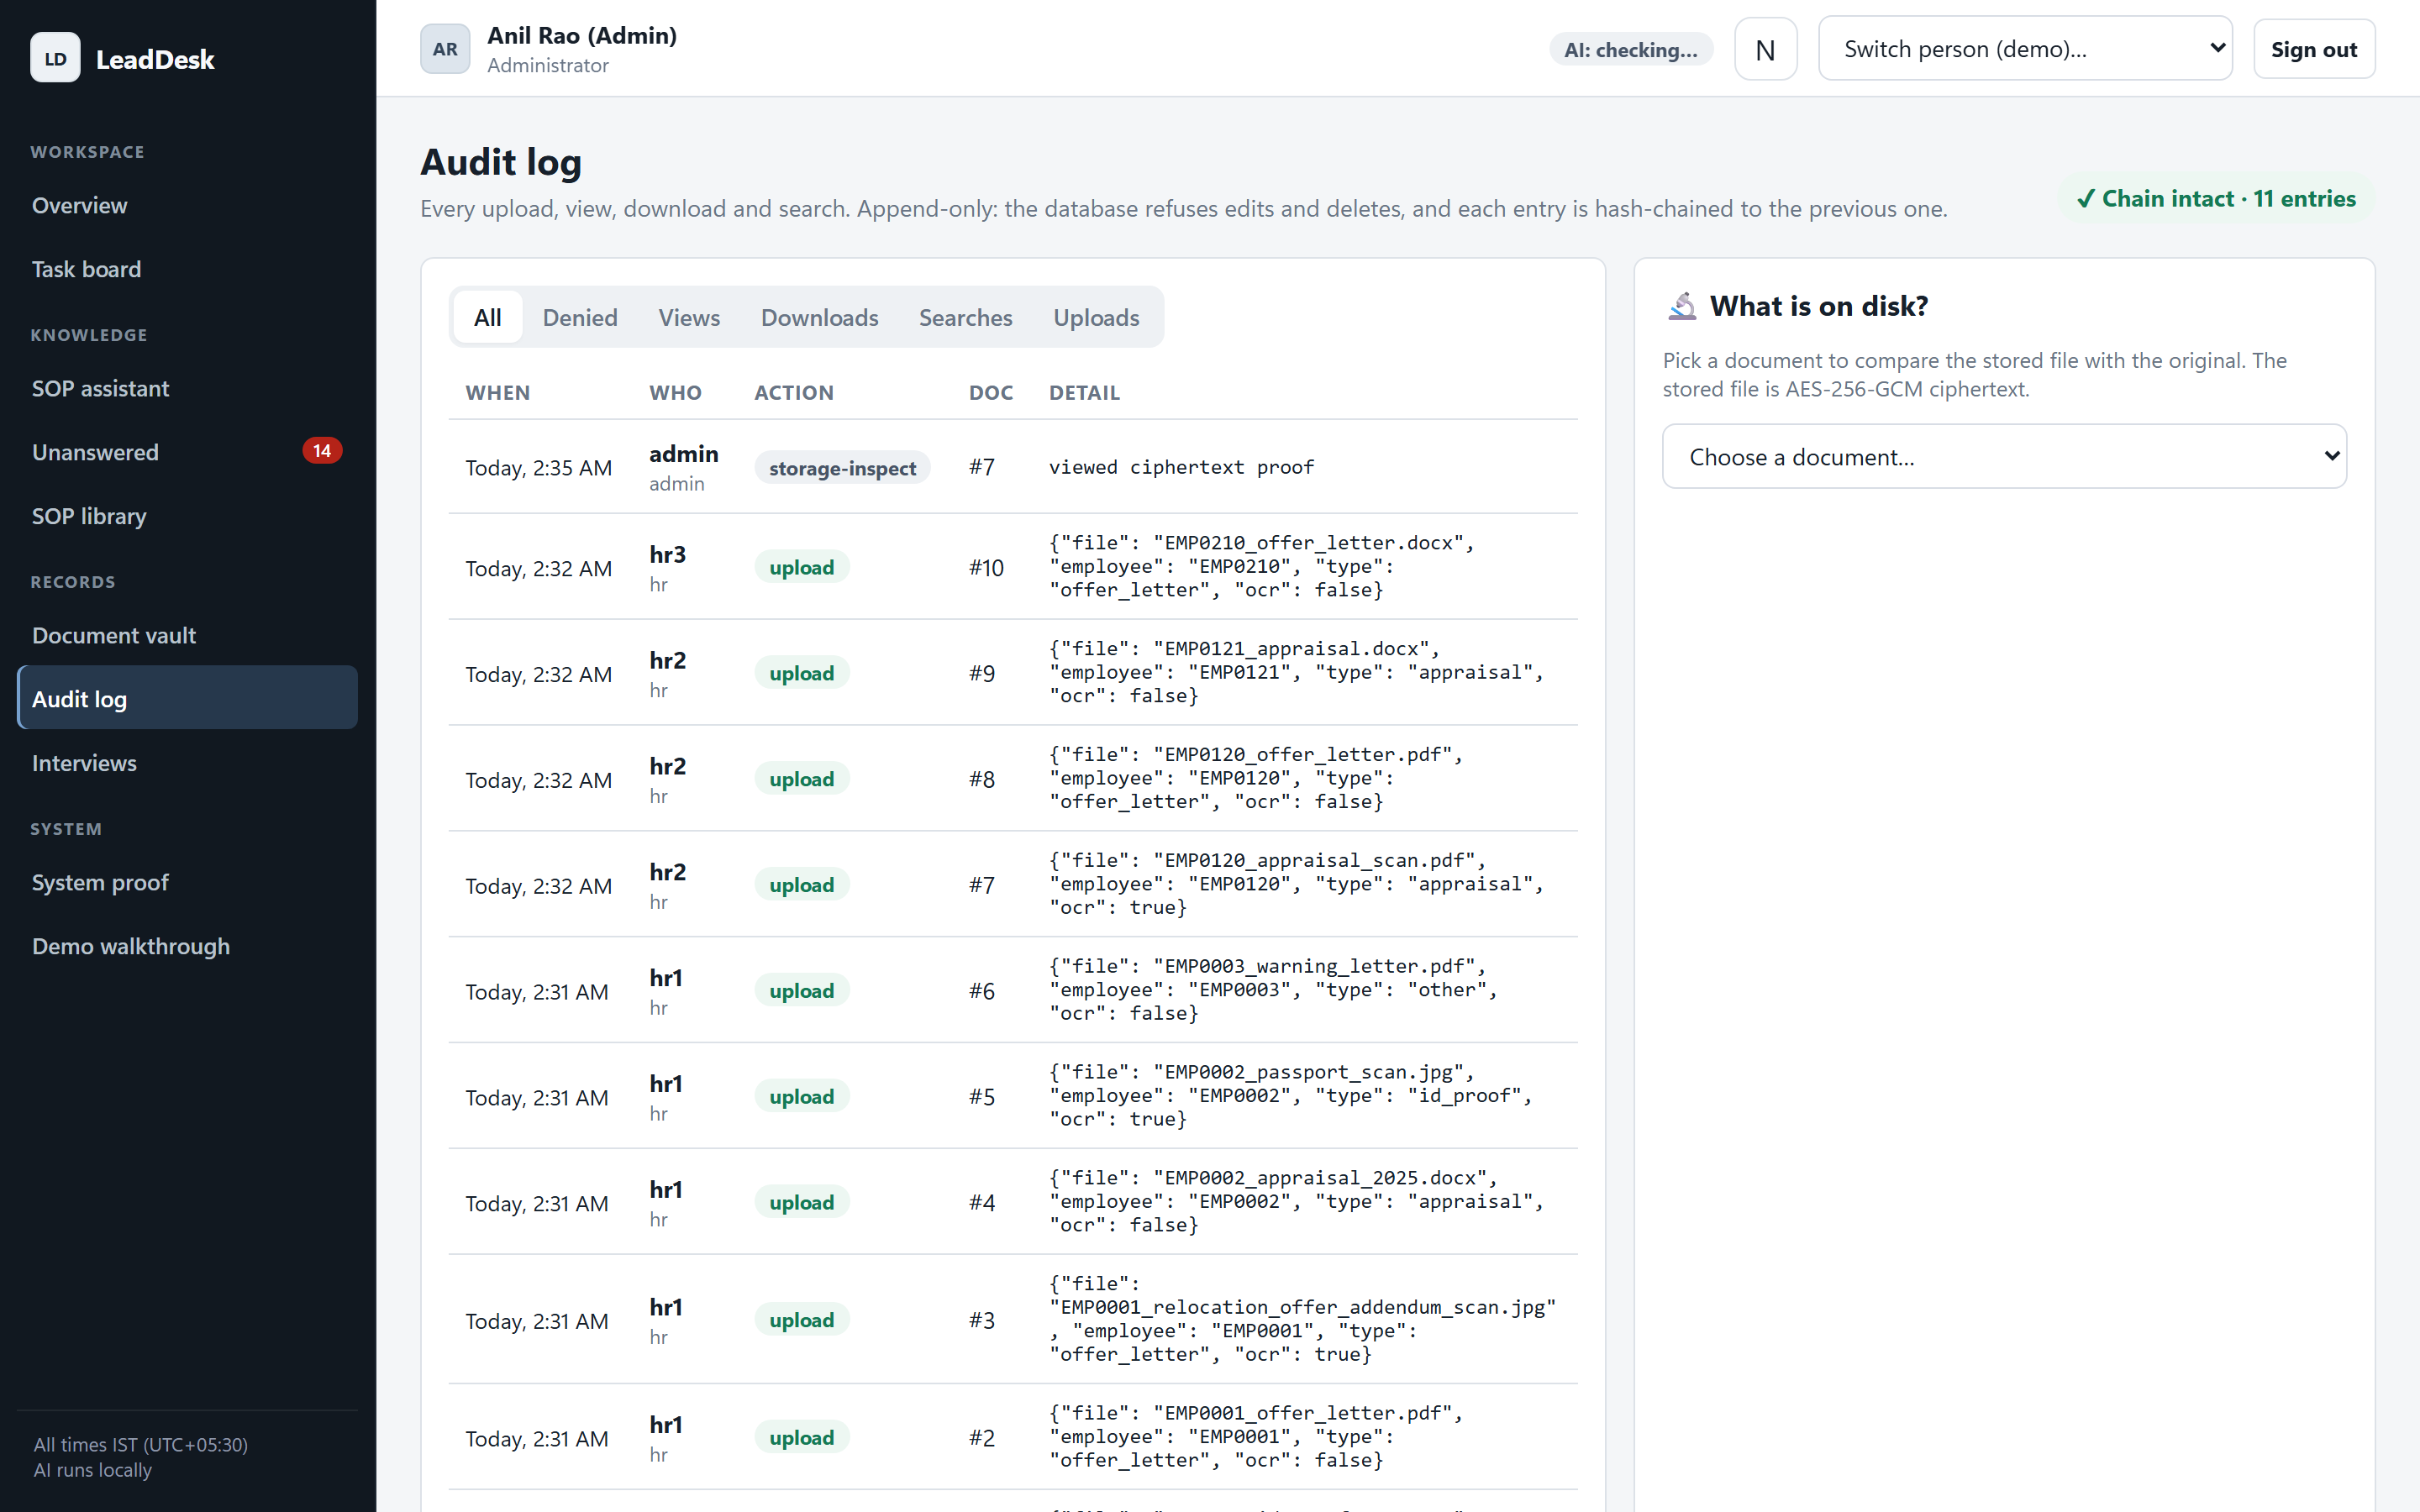 LD
LeadDesk
WORKSPACE
Overview
Task board
KNOWLEDGE
SOP assistant
Unanswered 14
SOP library
RECORDS
Document vault
Audit log
Interviews
SYSTEM
System proof
Demo walkthrough
All times IST (UTC+05:30)
AI runs locally
AR
Anil Rao (Admin)
Administrator
AI: checking...
N
Switch person (demo)...
Sign out
Audit log
Every upload, view, download and search. Append-only: the database refuses edits and deletes, and each entry is hash-chained to the previous one.
✓ Chain intact · 11 entries
All Denied Views Downloads Searches Uploads
WHEN WHO ACTION DOC DETAIL
Today, 2:35 AM admin storage-inspect #7 viewed ciphertext proof
admin
Today, 2:32 AM hr3 upload #10 {"file": "EMP0210_offer_letter.docx",
hr "employee": "EMP0210", "type":
"offer_letter", "ocr": false}
Today, 2:32 AM hr2 upload #9 {"file": "EMP0121_appraisal.docx",
hr "employee": "EMP0121", "type": "appraisal",
"ocr": false}
Today, 2:32 AM hr2 upload #8 {"file": "EMP0120_offer_letter.pdf",
hr "employee": "EMP0120", "type":
"offer_letter", "ocr": false}
Today, 2:32 AM hr2 upload #7 {"file": "EMP0120_appraisal_scan.pdf",
hr "employee": "EMP0120", "type": "appraisal",
"ocr": true}
Today, 2:31 AM hr1 upload #6 {"file": "EMP0003_warning_letter.pdf",
hr "employee": "EMP0003", "type": "other",
"ocr": false}
Today, 2:31 AM hr1 upload #5 {"file": "EMP0002_passport_scan.jpg",
hr "employee": "EMP0002", "type": "id_proof",
"ocr": true}
Today, 2:31 AM hr1 upload #4 {"file": "EMP0002_appraisal_2025.docx",
hr "employee": "EMP0002", "type": "appraisal",
"ocr": false}
Today, 2:31 AM hr1 upload #3 {"file":
hr "EMP0001_relocation_offer_addendum_scan.jpg"
, "employee": "EMP0001", "type":
"offer_letter", "ocr": true}
Today, 2:31 AM hr1 upload #2 {"file": "EMP0001_offer_letter.pdf",
hr "employee": "EMP0001", "type":
"offer_letter", "ocr": false}
What is on disk?
Pick a document to compare the stored file with the original. The
stored file is AES-256-GCM ciphertext.
Choose a document...